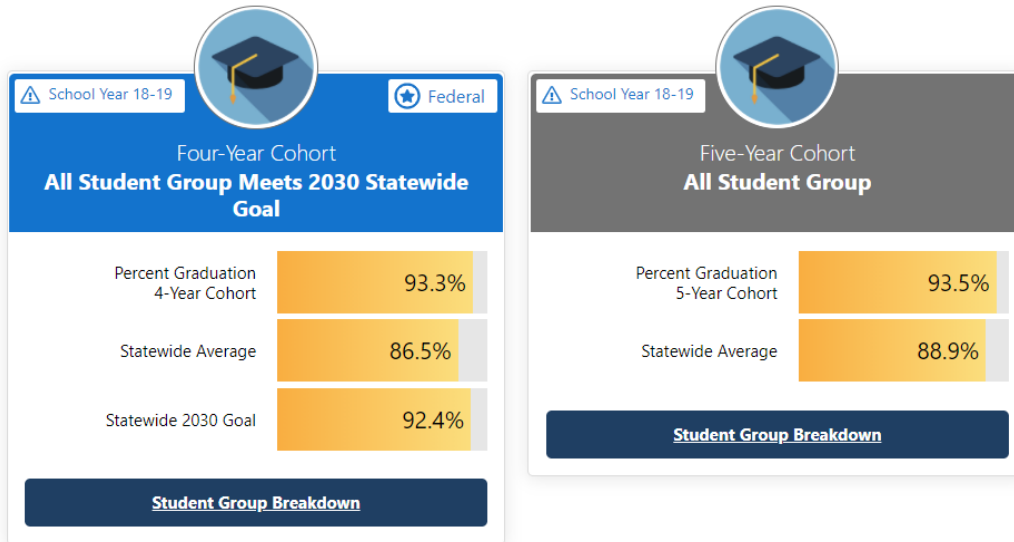 School Year 18-19
Federal
Four-Year Cohort
All Student Group Meets 2030 Statewide
Goal
Percent Graduation
4-Year Cohort
93.3%
Statewide Average
86.5%
Statewide 2030 Goal
92.4%
Student Group Breakdown
School Year 18-19
Five-Year Cohort
All Student Group
Percent Graduation
5-Year Cohort
93.5%
Statewide Average
88.9%
Student Group Breakdown